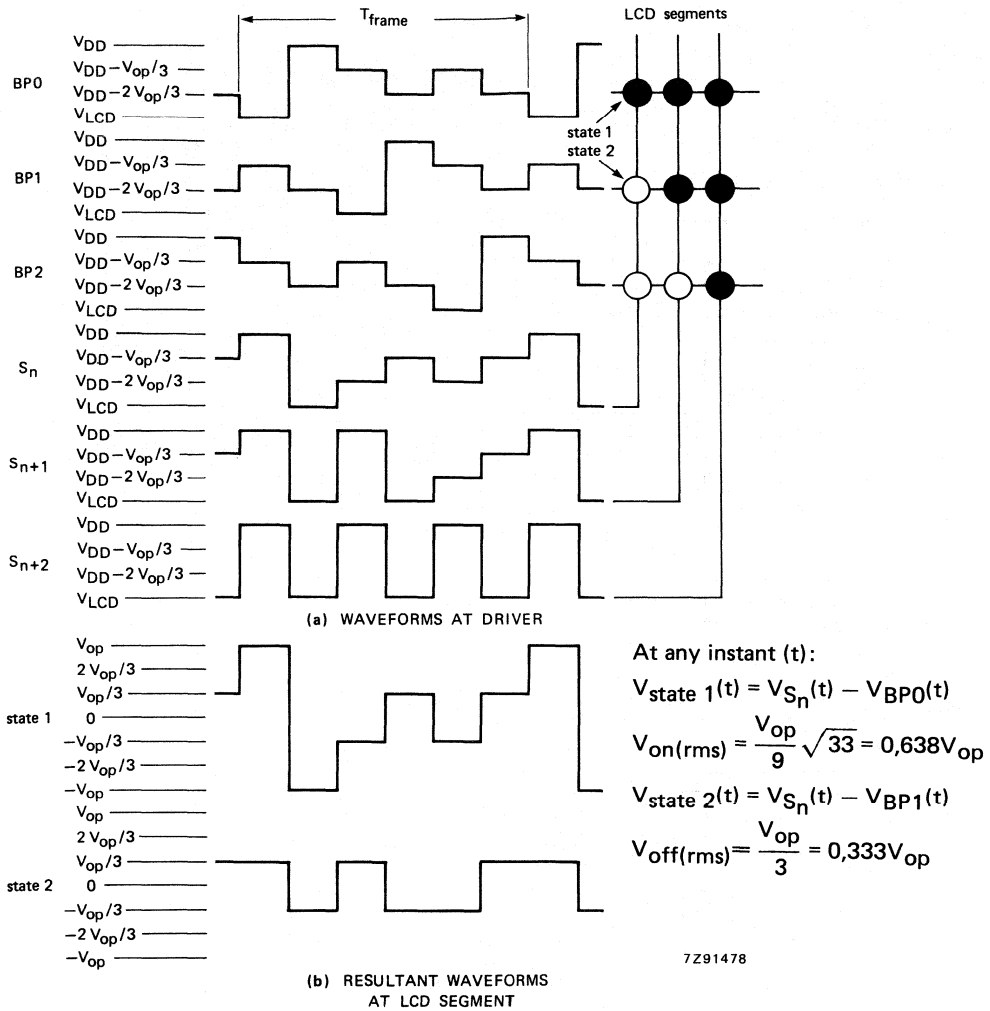 T_frame
LCD segments
BP0
V_DD
V_DD−V_op/3
V_DD−2 V_op/3
V_LCD
state 1
state 2
BP1
V_DD
V_DD−V_op/3
V_DD−2 V_op/3
V_LCD
BP2
V_DD
V_DD−V_op/3
V_DD−2 V_op/3
V_LCD
S_n
V_DD
V_DD−V_op/3
V_DD−2 V_op/3
V_LCD
S_n+1
V_DD
V_DD−V_op/3
V_DD−2 V_op/3
V_LCD
S_n+2
V_DD
V_DD−V_op/3
V_DD−2 V_op/3
V_LCD
(a) WAVEFORMS AT DRIVER
state 1
V_op
2 V_op/3
V_op/3
0
−V_op/3
−2 V_op/3
−V_op
state 2
V_op
2 V_op/3
V_op/3
0
−V_op/3
−2 V_op/3
−V_op
At any instant (t):
V_state 1(t) = V_Sn(t) − V_BP0(t)
V_on(rms) = V_op/9 √33 = 0,638V_op
V_state 2(t) = V_Sn(t) − V_BP1(t)
V_off(rms) = V_op/3 = 0,333V_op
7Z91478
(b) RESULTANT WAVEFORMS
AT LCD SEGMENT